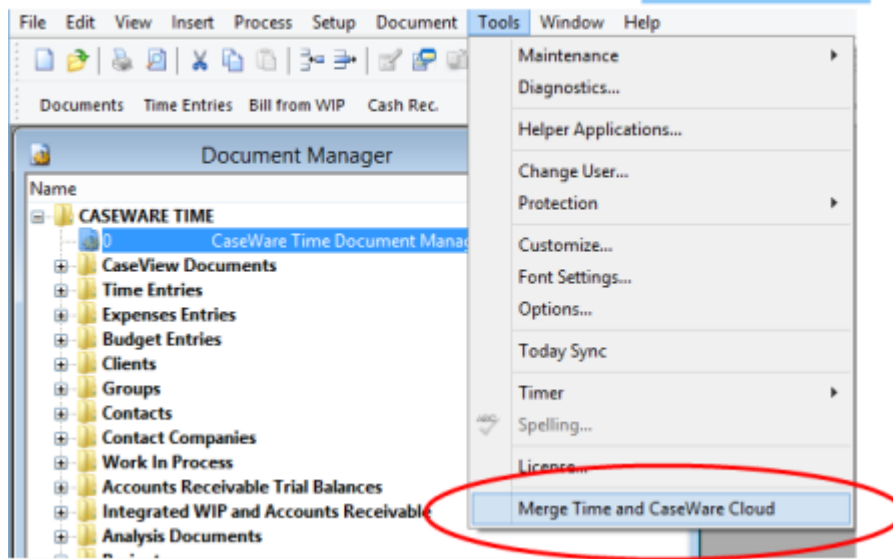 File Edit View Insert Process Setup Document Tools Window Help
Documents Time Entries Bill from WIP Cash Rec.
Document Manager
Name
CASEWARE TIME
0 CaseWare Time Document Manag
CaseView Documents
Time Entries
Expenses Entries
Budget Entries
Clients
Groups
Contacts
Contact Companies
Work In Process
Accounts Receivable Trial Balances
Integrated WIP and Accounts Receivable
Analysis Documents
Maintenance
Diagnostics...
Helper Applications...
Change User...
Protection
Customize...
Font Settings...
Options...
Today Sync
Timer
ABC
Spelling...
License...
Merge Time and CaseWare Cloud